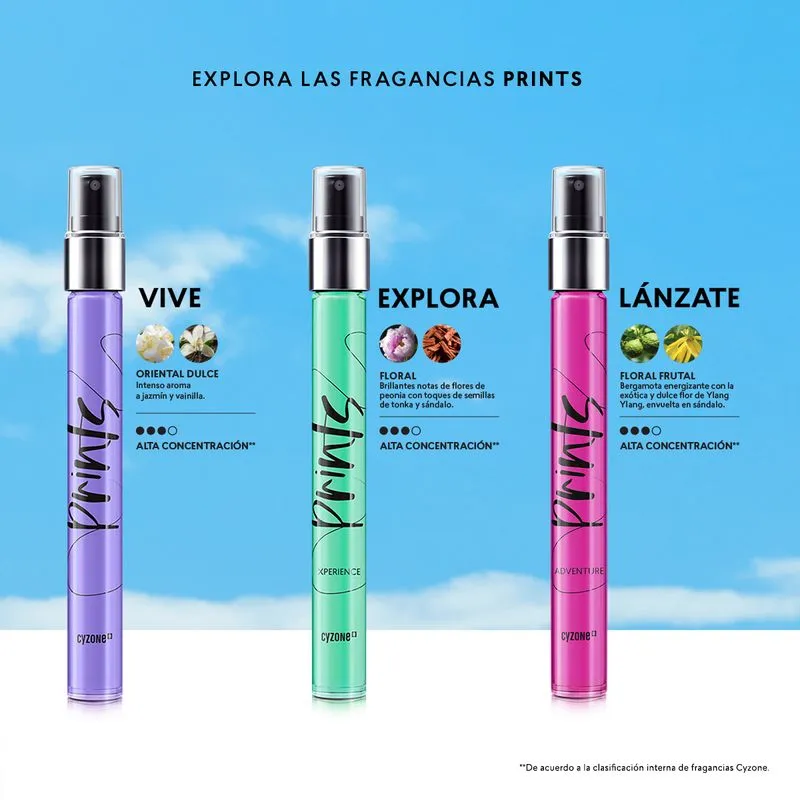 EXPLORA LAS FRAGANCIAS PRINTS
VIVE
ORIENTAL DULCE
Intenso aroma
a jazmín y vainilla.
ALTA CONCENTRACIÓN**
prints
cyzone
EXPLORA
FLORAL
Brillantes notas de flores de
peonia con toques de semillas
de tonka y sándalo.
ALTA CONCENTRACIÓN**
prints
XPERIENCE
cyzone
LÁNZATE
FLORAL FRUTAL
Bergamota energizante con la
exótica y dulce flor de Ylang
Ylang, envuelta en sándalo.
ALTA CONCENTRACIÓN**
prints
ADVENTURE
cyzone
**De acuerdo a la clasificación interna de fragancias Cyzone.